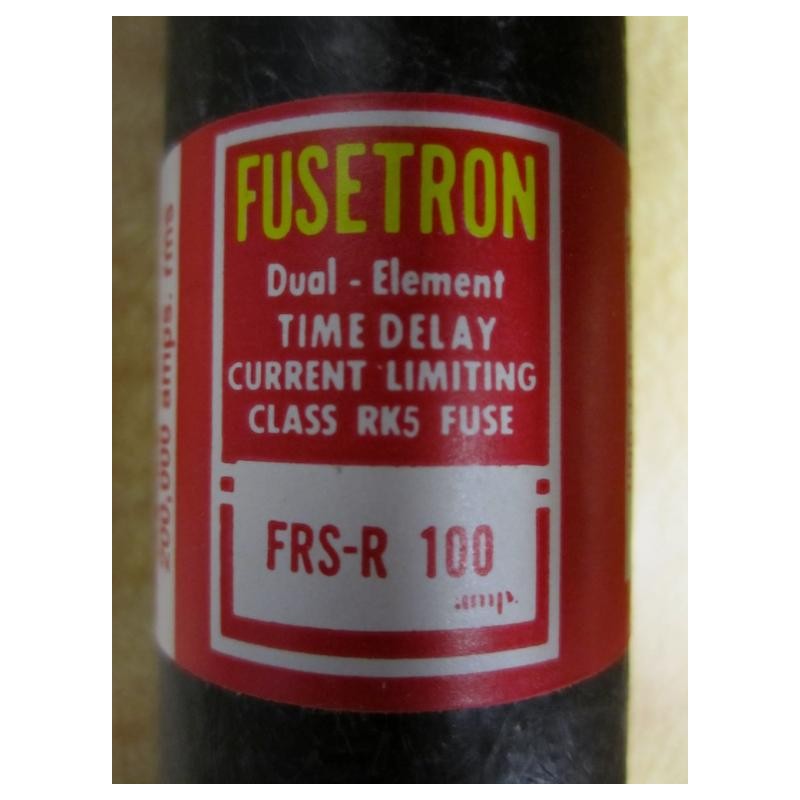 FUSETRON
Dual - Element
TIME DELAY
CURRENT LIMITING
CLASS RK5 FUSE
FRS-R 100
amp.
200,000 amps. rms